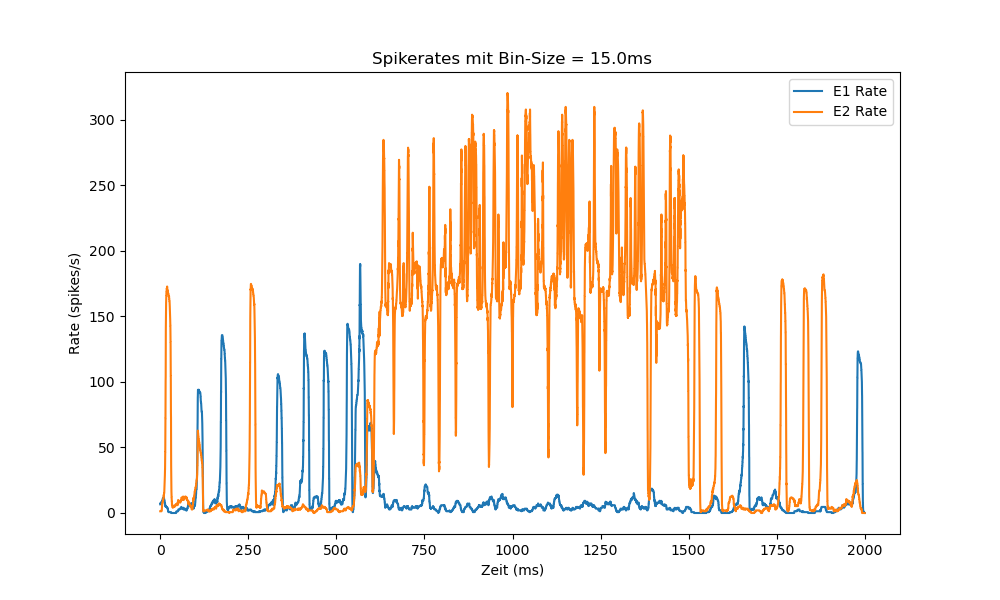 Spikerates mit Bin-Size = 15.0ms
E1 Rate
E2 Rate
Rate (spikes/s)
300
250
200
150
100
50
0
0 250 500 750 1000 1250 1500 1750 2000
Zeit (ms)